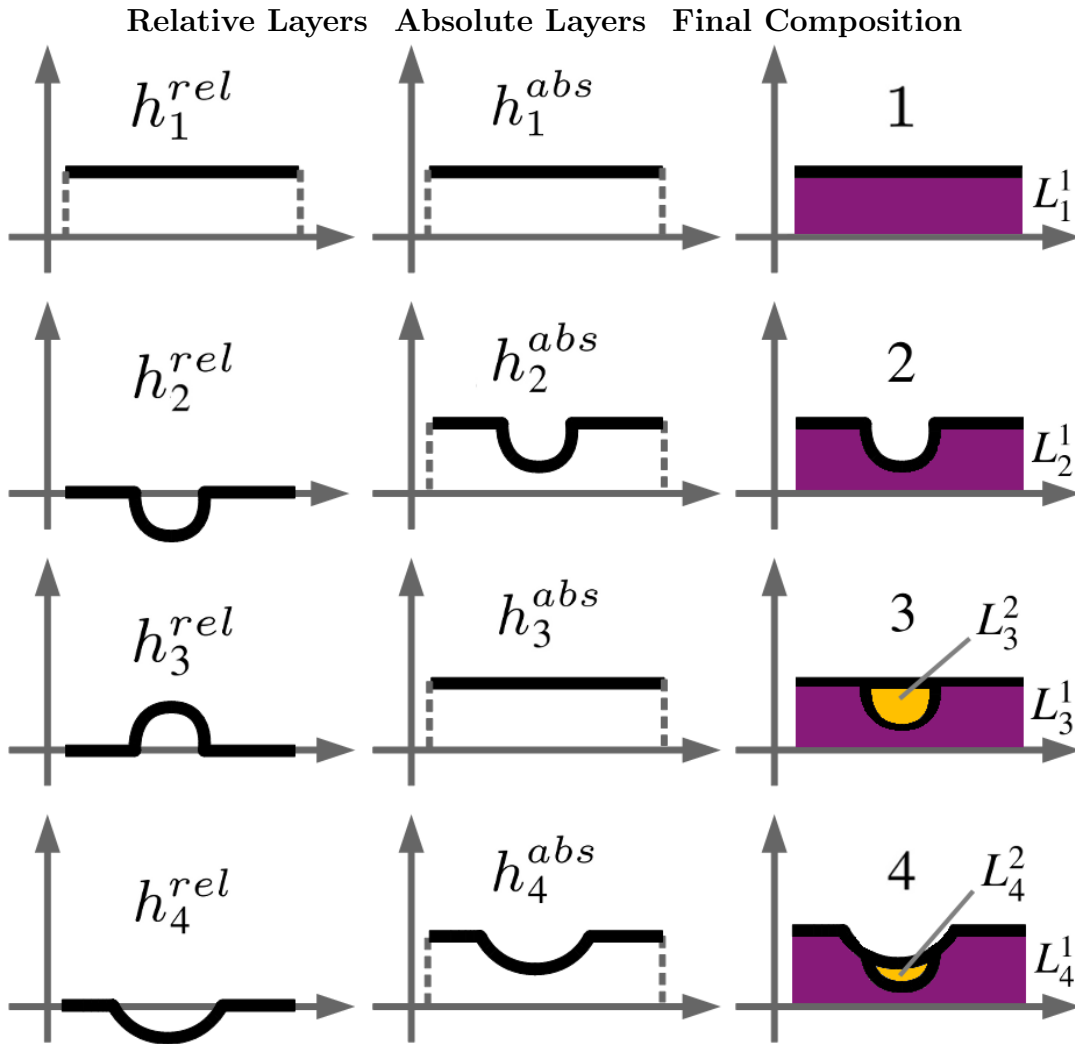 Relative Layers Absolute Layers Final Composition
h_1^{rel} h_1^{abs} 1
L_1^1
h_2^{rel} h_2^{abs} 2
L_2^1
h_3^{rel} h_3^{abs} 3 L_3^2
L_3^1
h_4^{rel} h_4^{abs} 4 L_4^2
L_4^1